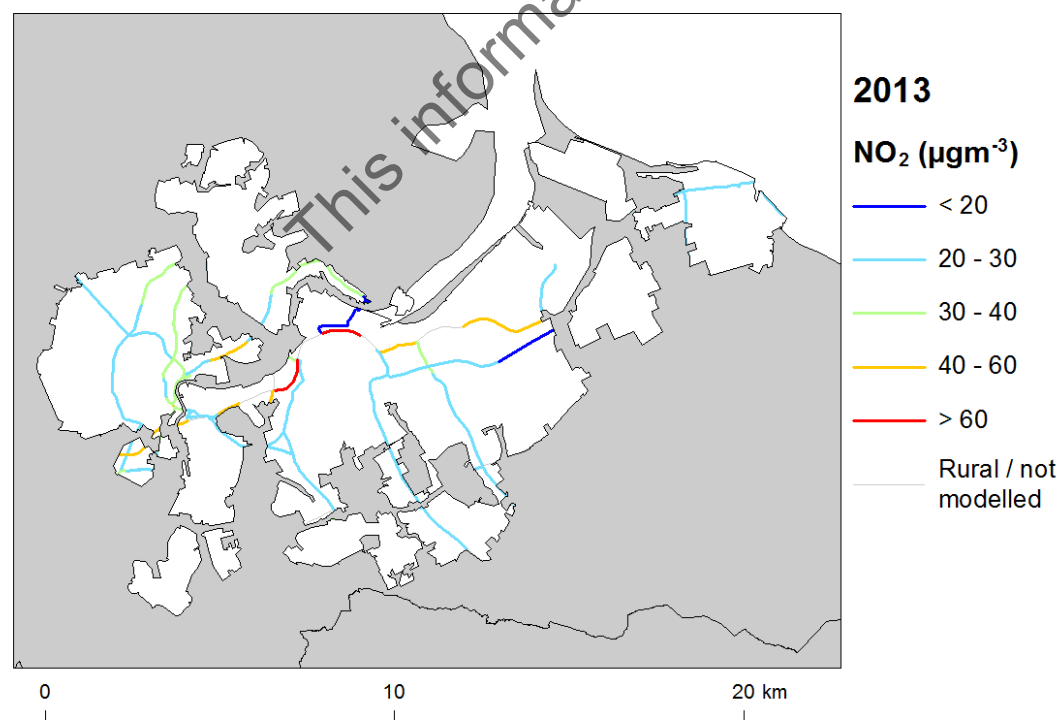 This informa
2013
NO₂ (µgm⁻³)
< 20
20 - 30
30 - 40
40 - 60
> 60
Rural / not
modelled
0 10 20 km